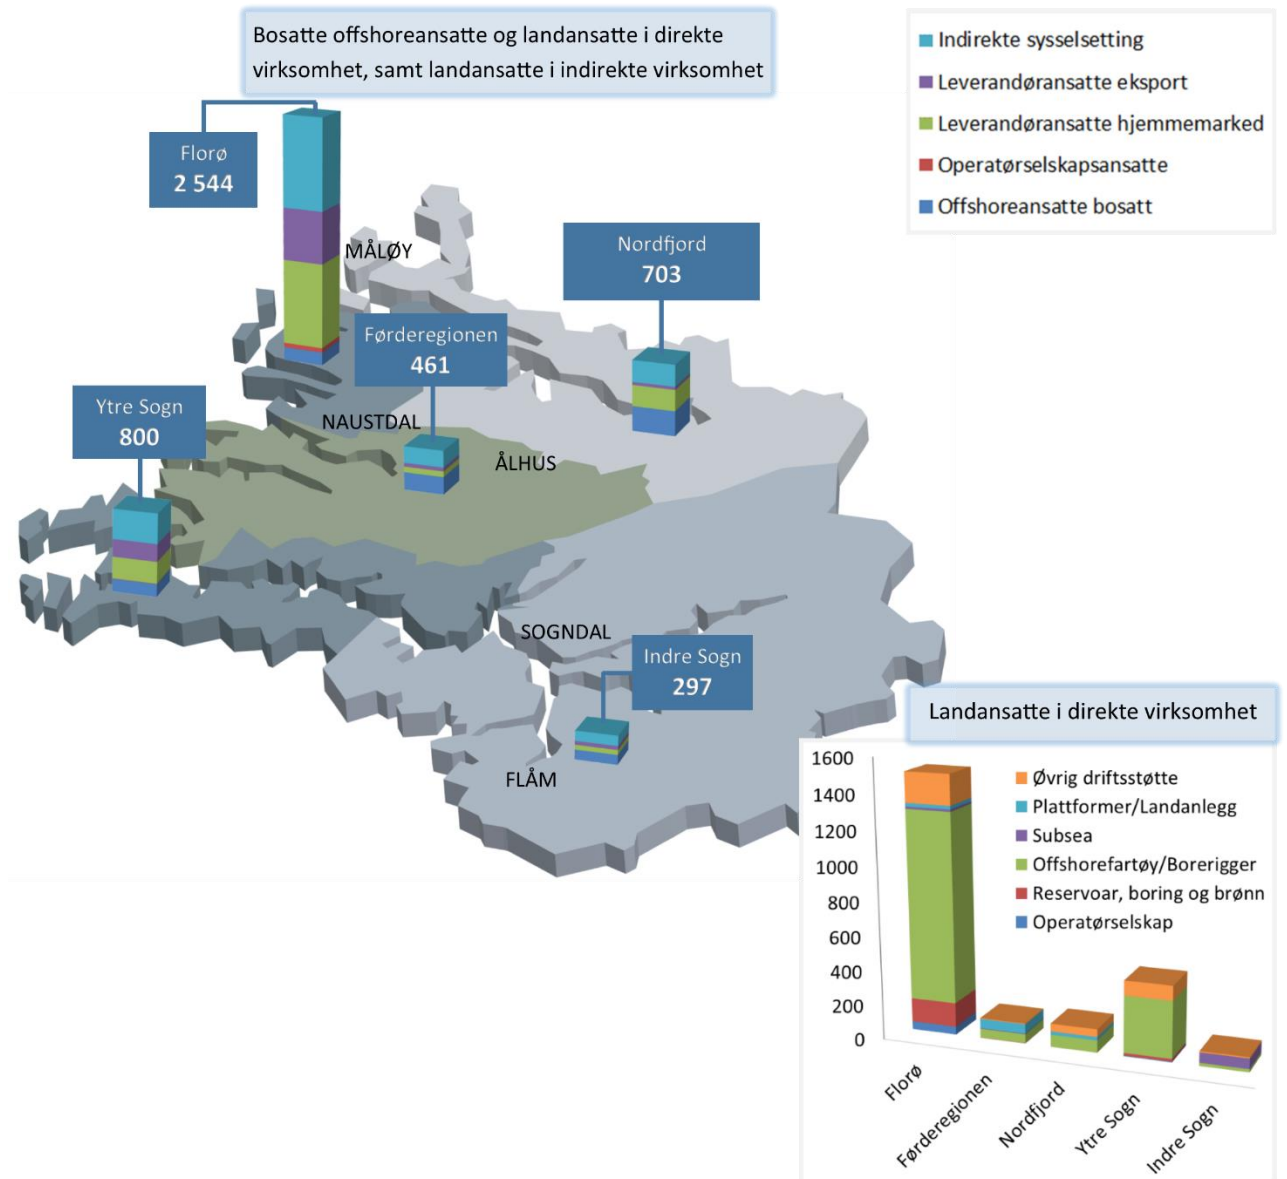 Bosatte offshoreansatte og landansatte i direkte
virksomhet, samt landansatte i indirekte virksomhet
Indirekte sysselsetting
Leverandøransatte eksport
Leverandøransatte hjemmemarked
Operatørselskapsansatte
Offshoreansatte bosatt
Florø
2 544
MÅLØY
Nordfjord
703
Førderegionen
461
Ytre Sogn
800
NAUSTDAL
ÅLHUS
SOGNDAL
Indre Sogn
297
FLÅM
Landansatte i direkte virksomhet
1600
1400
1200
1000
800
600
400
200
0
Øvrig driftsstøtte
Plattformer/Landanlegg
Subsea
Offshorefartøy/Borerigger
Reservoar, boring og brønn
Operatørselskap
Florø
Førderegionen
Nordfjord
Ytre Sogn
Indre Sogn